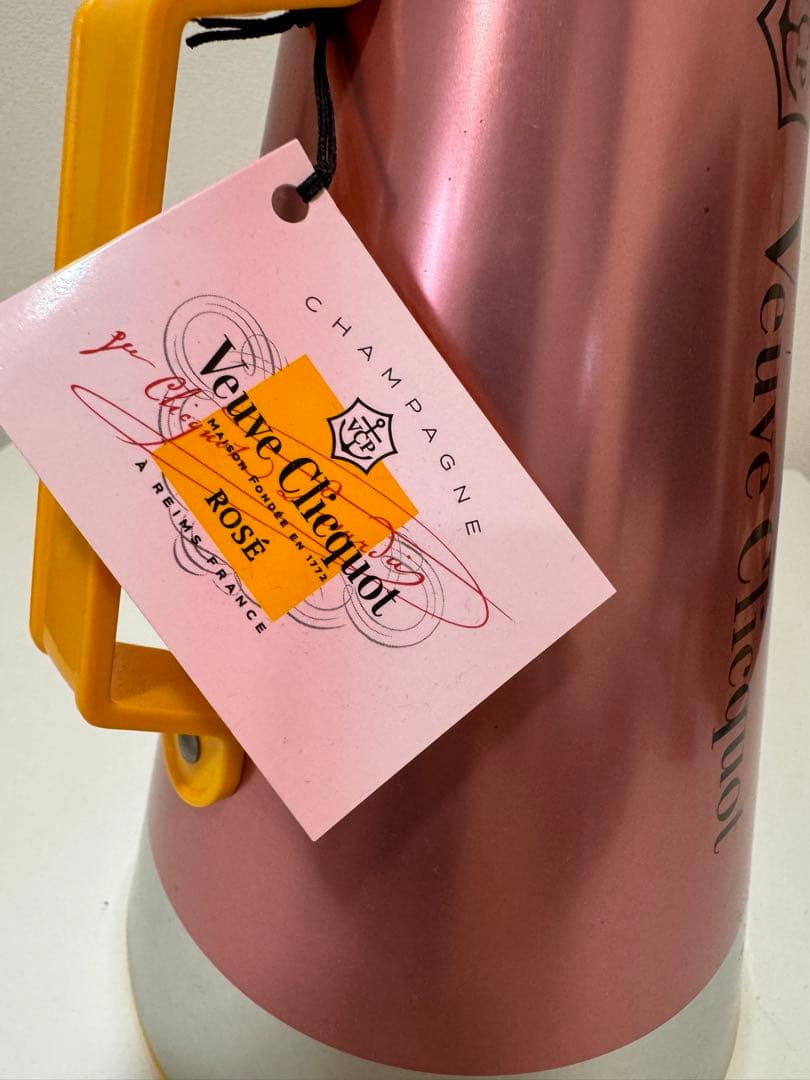 CHAMPAGNE
VCP
Veuve Clicquot
MAISON FONDÉE EN 1772
ROSÉ
À REIMS FRANCE
Veuve Clicquot